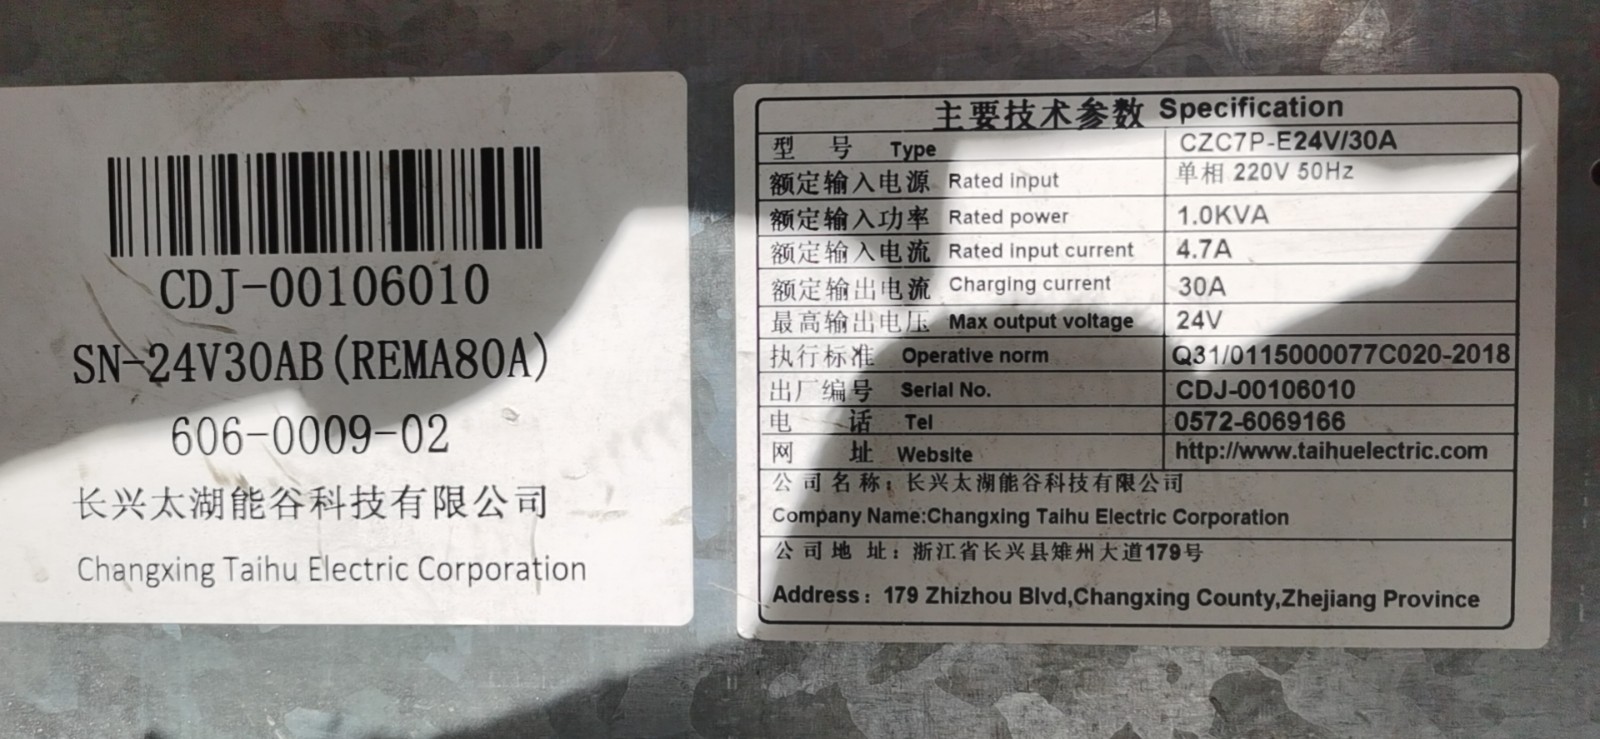 CDJ-00106010
SN-24V30AB(REMA80A)
606-0009-02
长兴太湖能谷科技有限公司
Changxing Taihu Electric Corporation
主要技术参数 Specification
型 号 Type CZC7P-E24V/30A
额定输入电源 Rated Input 单相 220V 50Hz
额定输入功率 Rated power 1.0KVA
额定输入电流 Rated input current 4.7A
额定输出电流 Charging current 30A
最高输出电压 Max output voltage 24V
执行标准 Operative norm Q31/0115000077C020-2018
出厂编号 Serial No. CDJ-00106010
电 话 Tel 0572-6069166
网 址 Website http://www.taihuelectric.com
公司名称：长兴太湖能谷科技有限公司
Company Name:Changxing Taihu Electric Corporation
公司地 址：浙江省长兴县雉州大道179号
Address：179 Zhizhou Blvd,Changxing County,Zhejiang Province